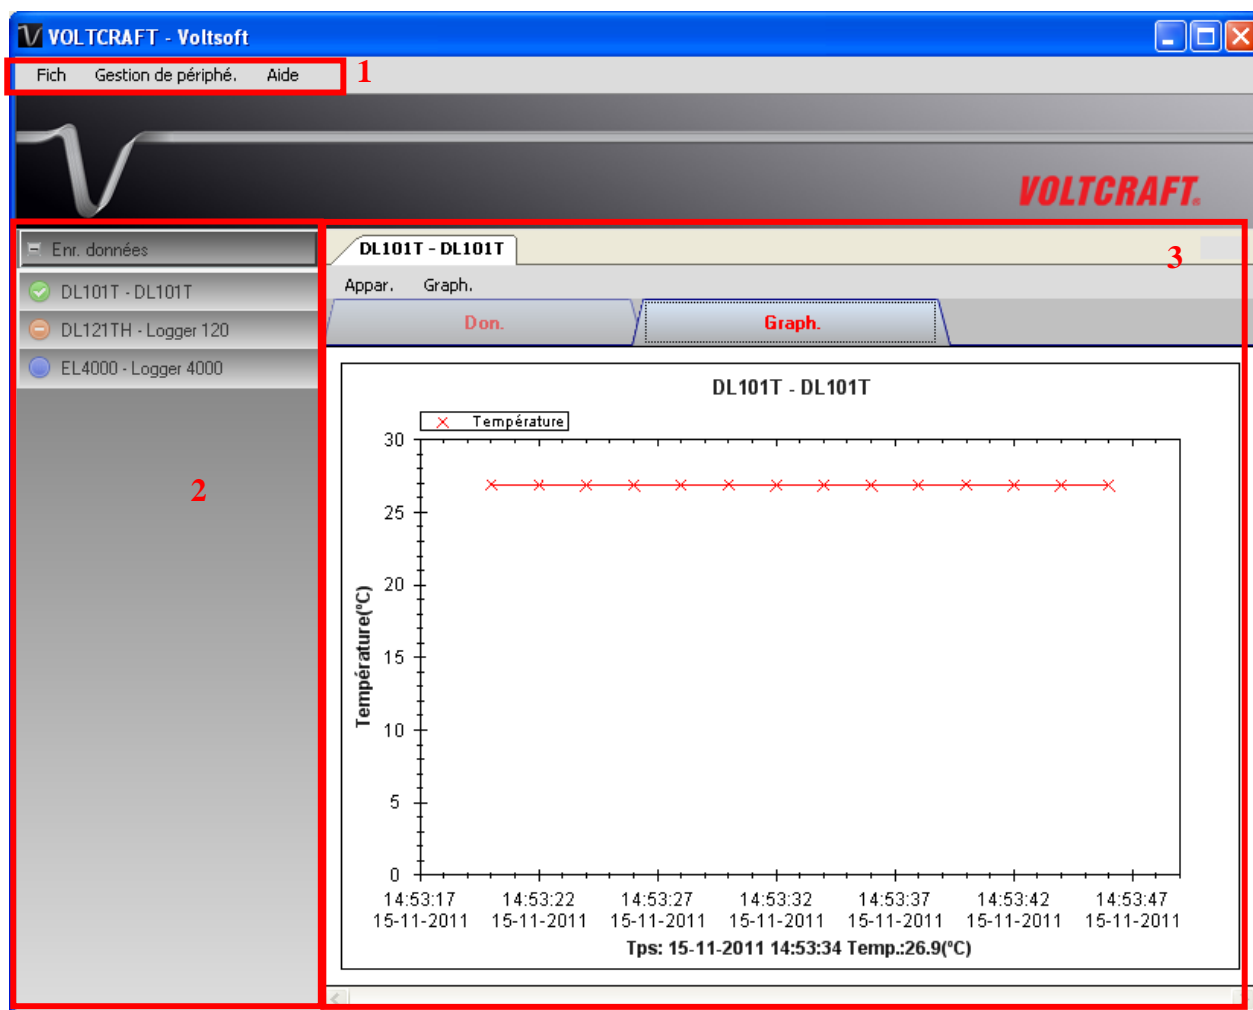 VOLTCRAFT - Voltsoft
Fich Gestion de périphé. Aide 1
VOLTCRAFT®
Enr. données
DL101T - DL101T
DL121TH - Logger 120
EL4000 - Logger 4000
2
DL101T - DL101T
3
Appar. Graph.
Don. Graph.
DL101T - DL101T
Température
30
25
20
15
10
5
0
Température(°C)
14:53:17 14:53:22 14:53:27 14:53:32 14:53:37 14:53:42 14:53:47
15-11-2011 15-11-2011 15-11-2011 15-11-2011 15-11-2011 15-11-2011 15-11-2011
Tps: 15-11-2011 14:53:34 Temp.:26.9(°C)